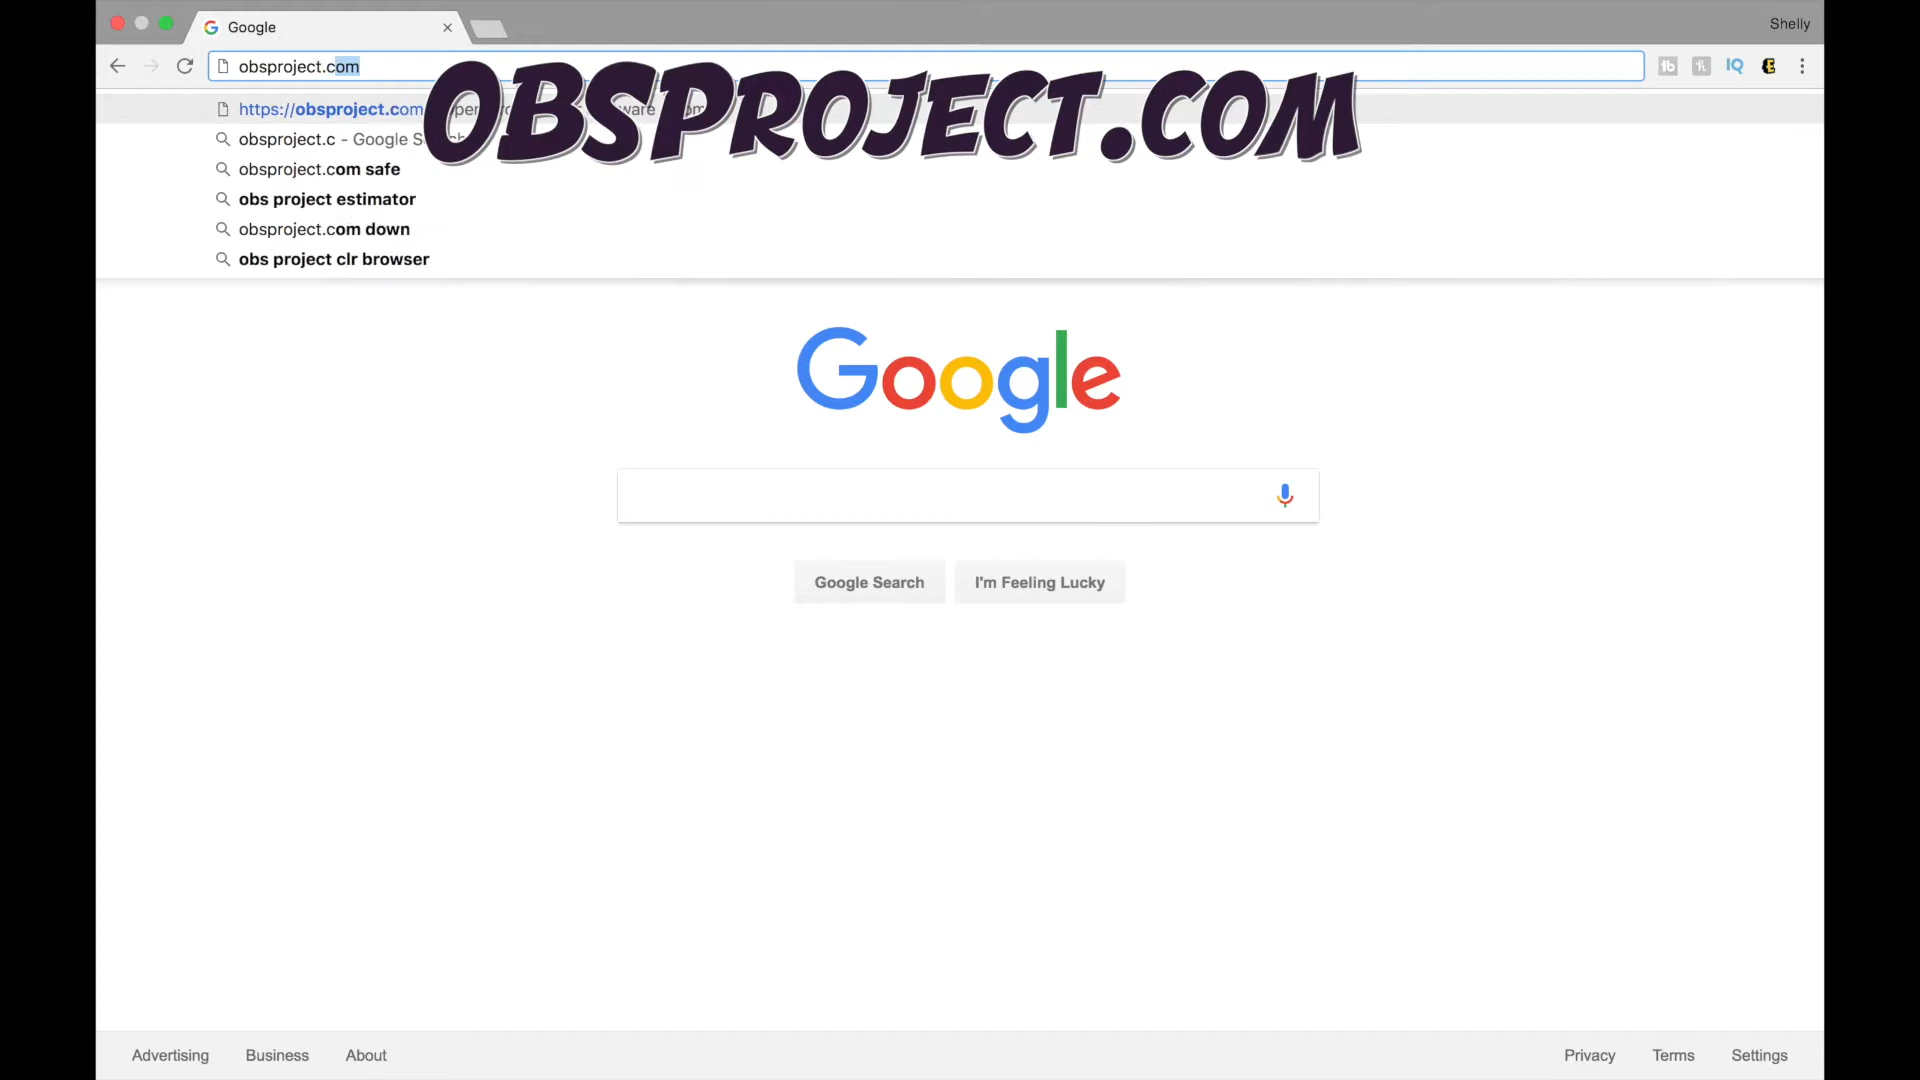 Google
Shelly
obsproject.com
OBSPROJECT.COM
https://obsproject.com
obsproject.c - Google
obsproject.com safe
obs project estimator
obsproject.com down
obs project clr browser
Google
Google Search
I'm Feeling Lucky
Advertising
Business
About
Privacy
Terms
Settings